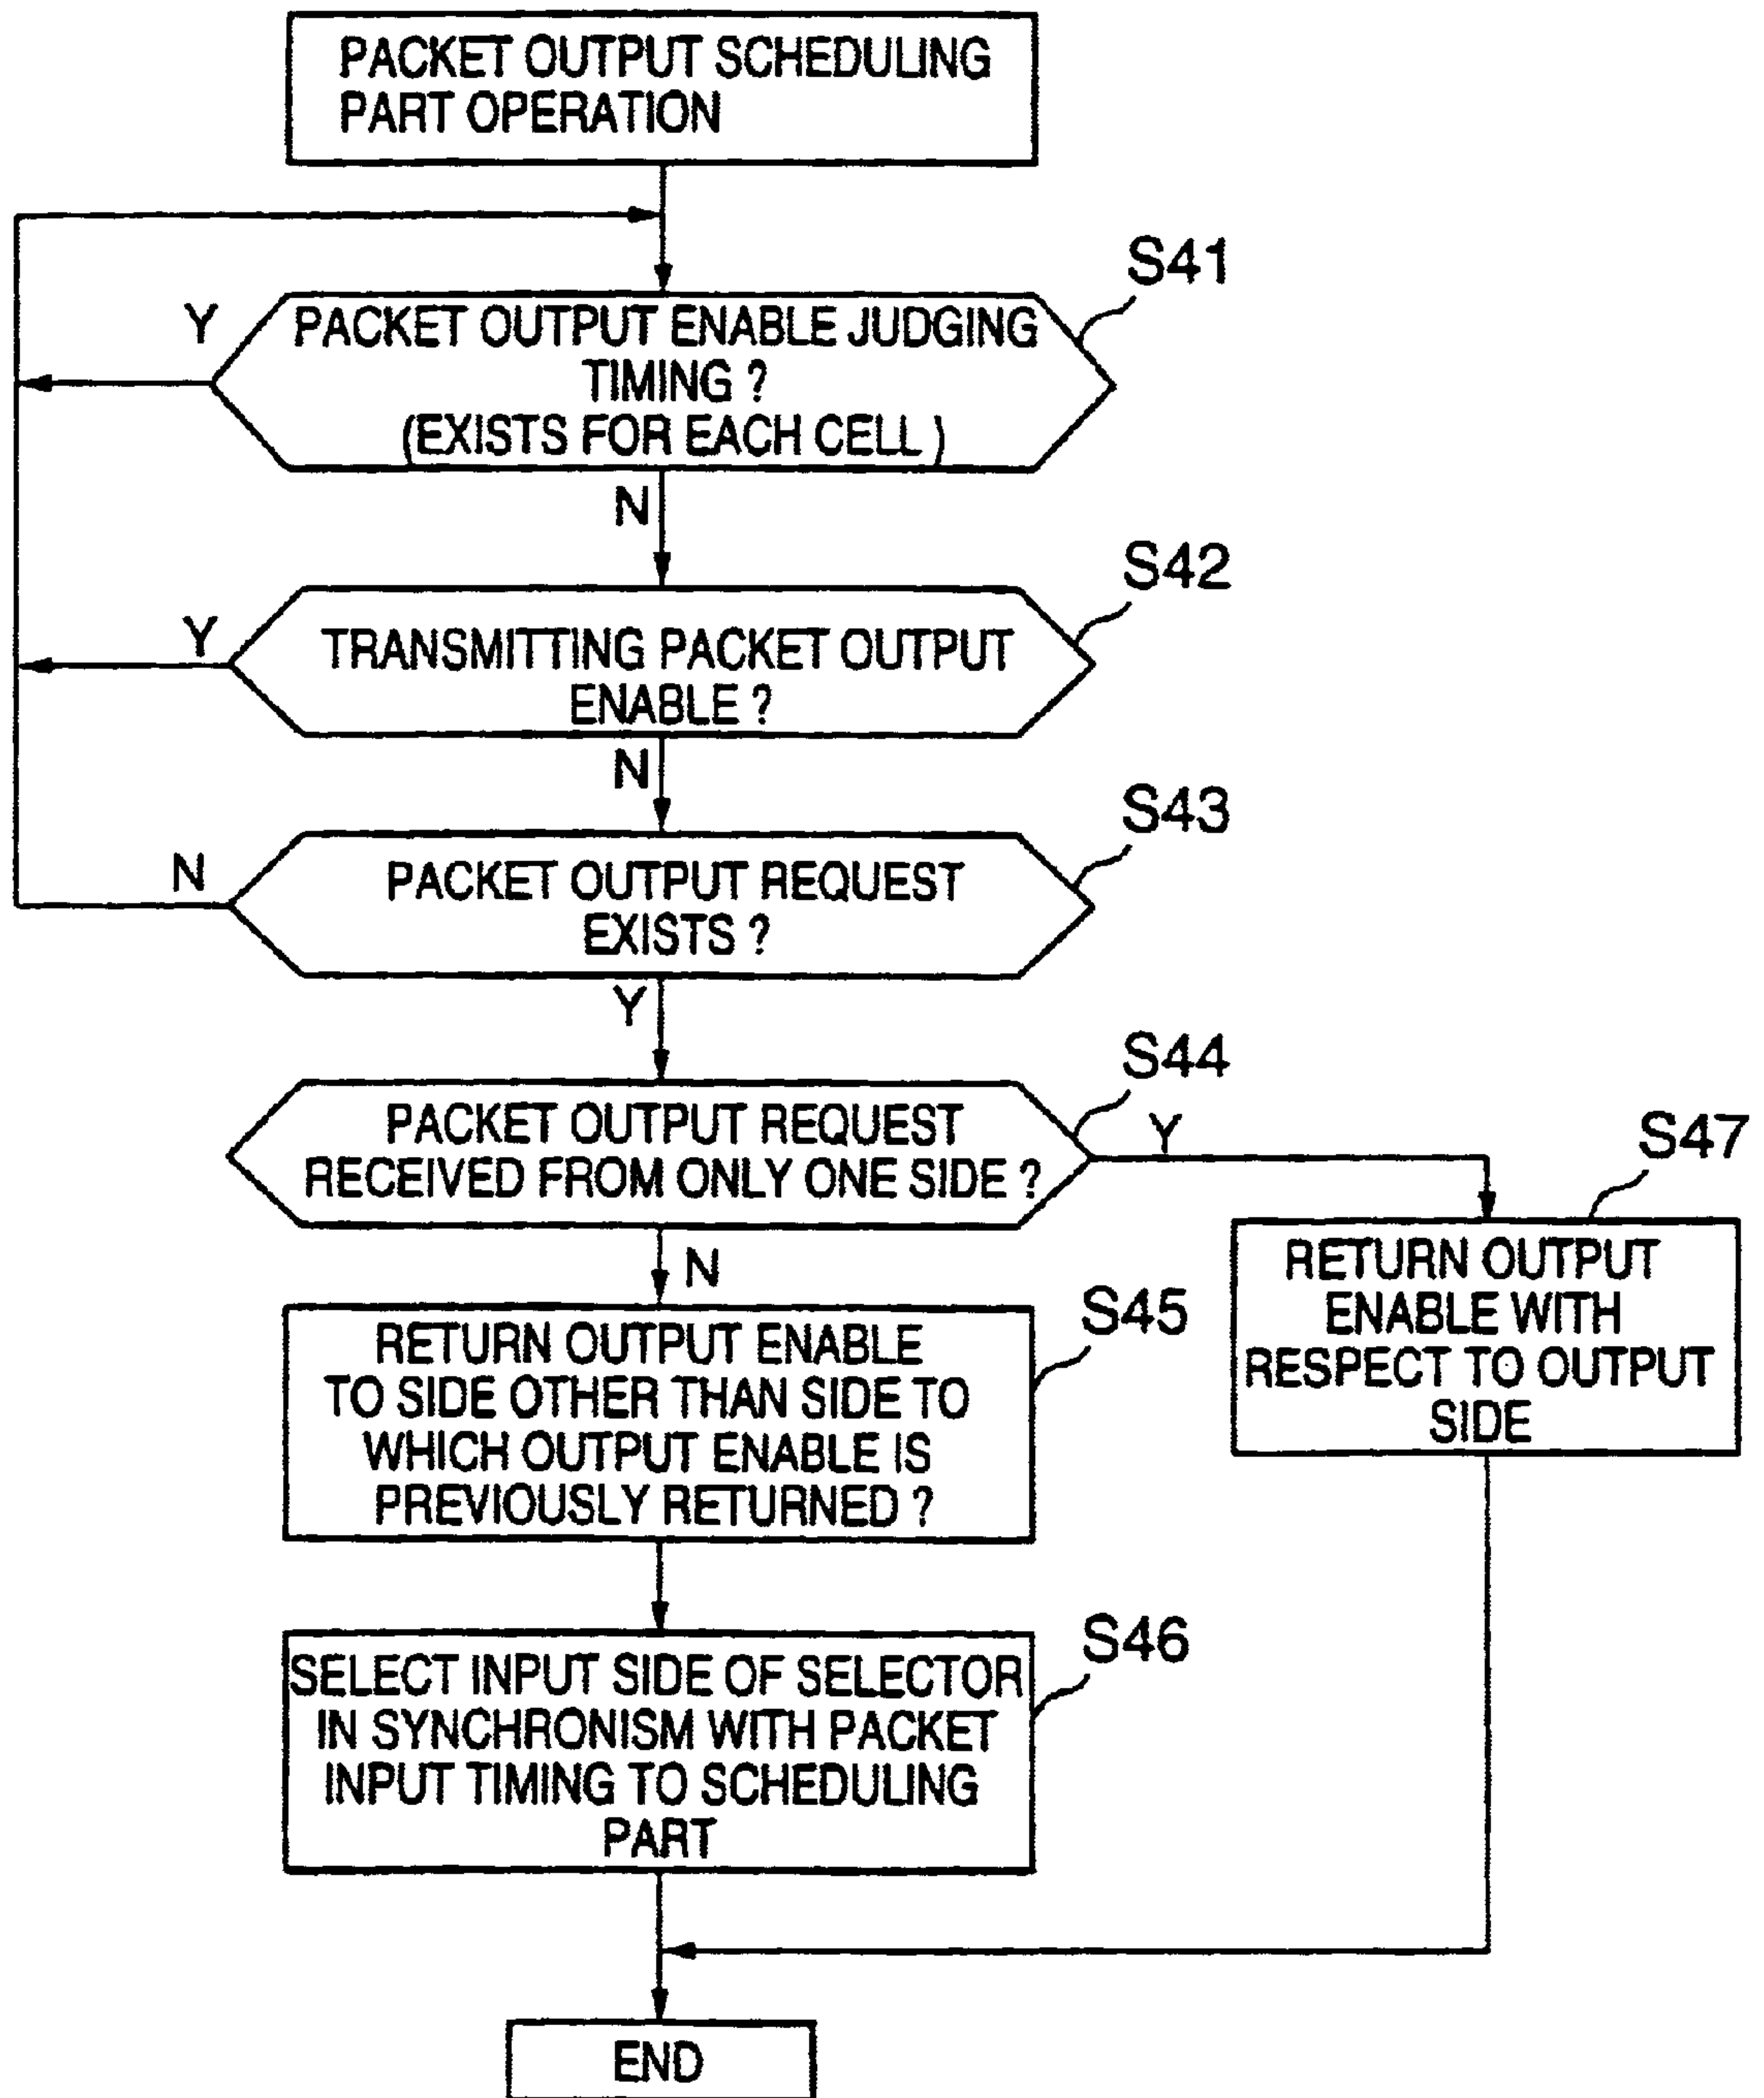 PACKET OUTPUT SCHEDULING
PART OPERATION
S41
Y
PACKET OUTPUT ENABLE JUDGING
TIMING ?
(EXISTS FOR EACH CELL )
N
S42
Y
TRANSMITTING PACKET OUTPUT
ENABLE ?
N
S43
N
PACKET OUTPUT REQUEST
EXISTS ?
Y
S44
PACKET OUTPUT REQUEST
RECEIVED FROM ONLY ONE SIDE ?
Y
S47
RETURN OUTPUT
ENABLE WITH
RESPECT TO OUTPUT
SIDE
N
S45
RETURN OUTPUT ENABLE
TO SIDE OTHER THAN SIDE TO
WHICH OUTPUT ENABLE IS
PREVIOUSLY RETURNED ?
S46
SELECT INPUT SIDE OF SELECTOR
IN SYNCHRONISM WITH PACKET
INPUT TIMING TO SCHEDULING
PART
END